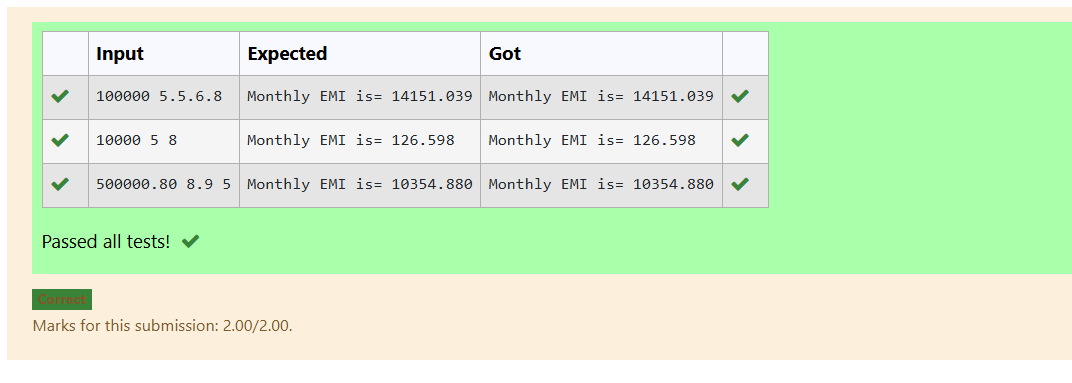 Input Expected Got
100000 5.5.6.8 Monthly EMI is= 14151.039 Monthly EMI is= 14151.039
10000 5 8 Monthly EMI is= 126.598 Monthly EMI is= 126.598
500000.80 8.9 5 Monthly EMI is= 10354.880 Monthly EMI is= 10354.880
Passed all tests!
Correct
Marks for this submission: 2.00/2.00.